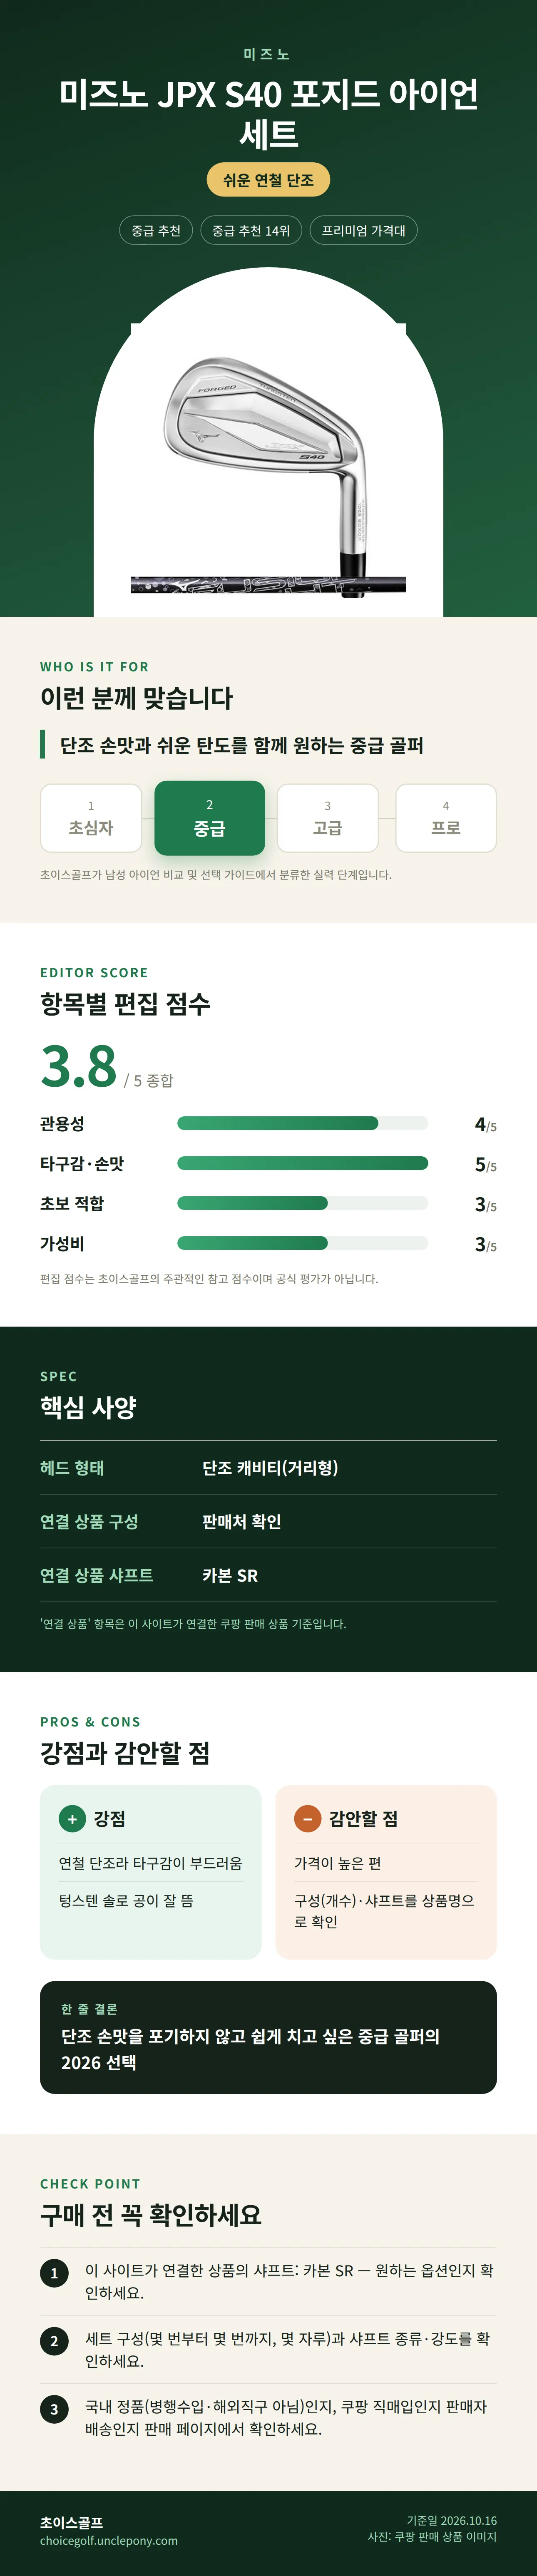 미즈노
미즈노 JPX S40 포지드 아이언
세트
쉬운 연철 단조
중급 추천
중급 추천 14위
프리미엄 가격대
FORGED
S40
WHO IS IT FOR
이런 분께 맞습니다
단조 손맛과 쉬운 탄도를 함께 원하는 중급 골퍼
1
초심자
2
중급
3
고급
4
프로
초이스골프가 남성 아이언 비교 및 선택 가이드에서 분류한 실력 단계입니다.
EDITOR SCORE
항목별 편집 점수
3.8 / 5 종합
관용성 4/5
타구감·손맛 5/5
초보 적합 3/5
가성비 3/5
편집 점수는 초이스골프의 주관적인 참고 점수이며 공식 평가가 아닙니다.
SPEC
핵심 사양
헤드 형태 단조 캐비티(거리형)
연결 상품 구성 판매처 확인
연결 상품 샤프트 카본 SR
'연결 상품' 항목은 이 사이트가 연결한 쿠팡 판매 상품 기준입니다.
PROS & CONS
강점과 감안할 점
+ 강점
연철 단조라 타구감이 부드러움
텅스텐 솔로 공이 잘 뜸
− 감안할 점
가격이 높은 편
구성(개수)·샤프트를 상품명으
로 확인
한 줄 결론
단조 손맛을 포기하지 않고 쉽게 치고 싶은 중급 골퍼의
2026 선택
CHECK POINT
구매 전 꼭 확인하세요
1 이 사이트가 연결한 상품의 샤프트: 카본 SR — 원하는 옵션인지 확
인하세요.
2 세트 구성(몇 번부터 몇 번까지, 몇 자루)과 샤프트 종류·강도를 확
인하세요.
3 국내 정품(병행수입·해외직구 아님)인지, 쿠팡 직매입인지 판매자
배송인지 판매 페이지에서 확인하세요.
초이스골프
choicegolf.unclepony.com
기준일 2026.10.16
사진: 쿠팡 판매 상품 이미지